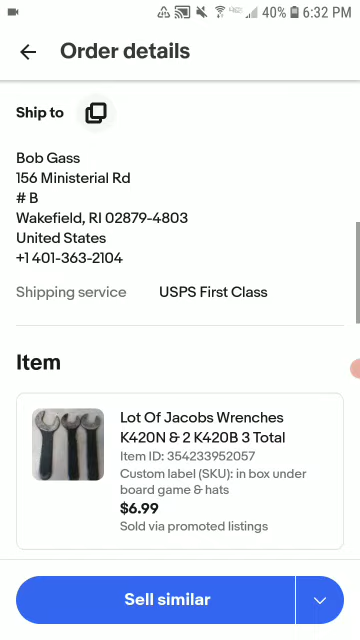 40% 6:32 PM
Order details
Ship to
Bob Gass
156 Ministerial Rd
# B
Wakefield, RI 02879-4803
United States
+1 401-363-2104
Shipping service USPS First Class
Item
Lot Of Jacobs Wrenches
K420N & 2 K420B 3 Total
Item ID: 354233952057
Custom label (SKU): in box under
board game & hats
$6.99
Sold via promoted listings
Sell similar